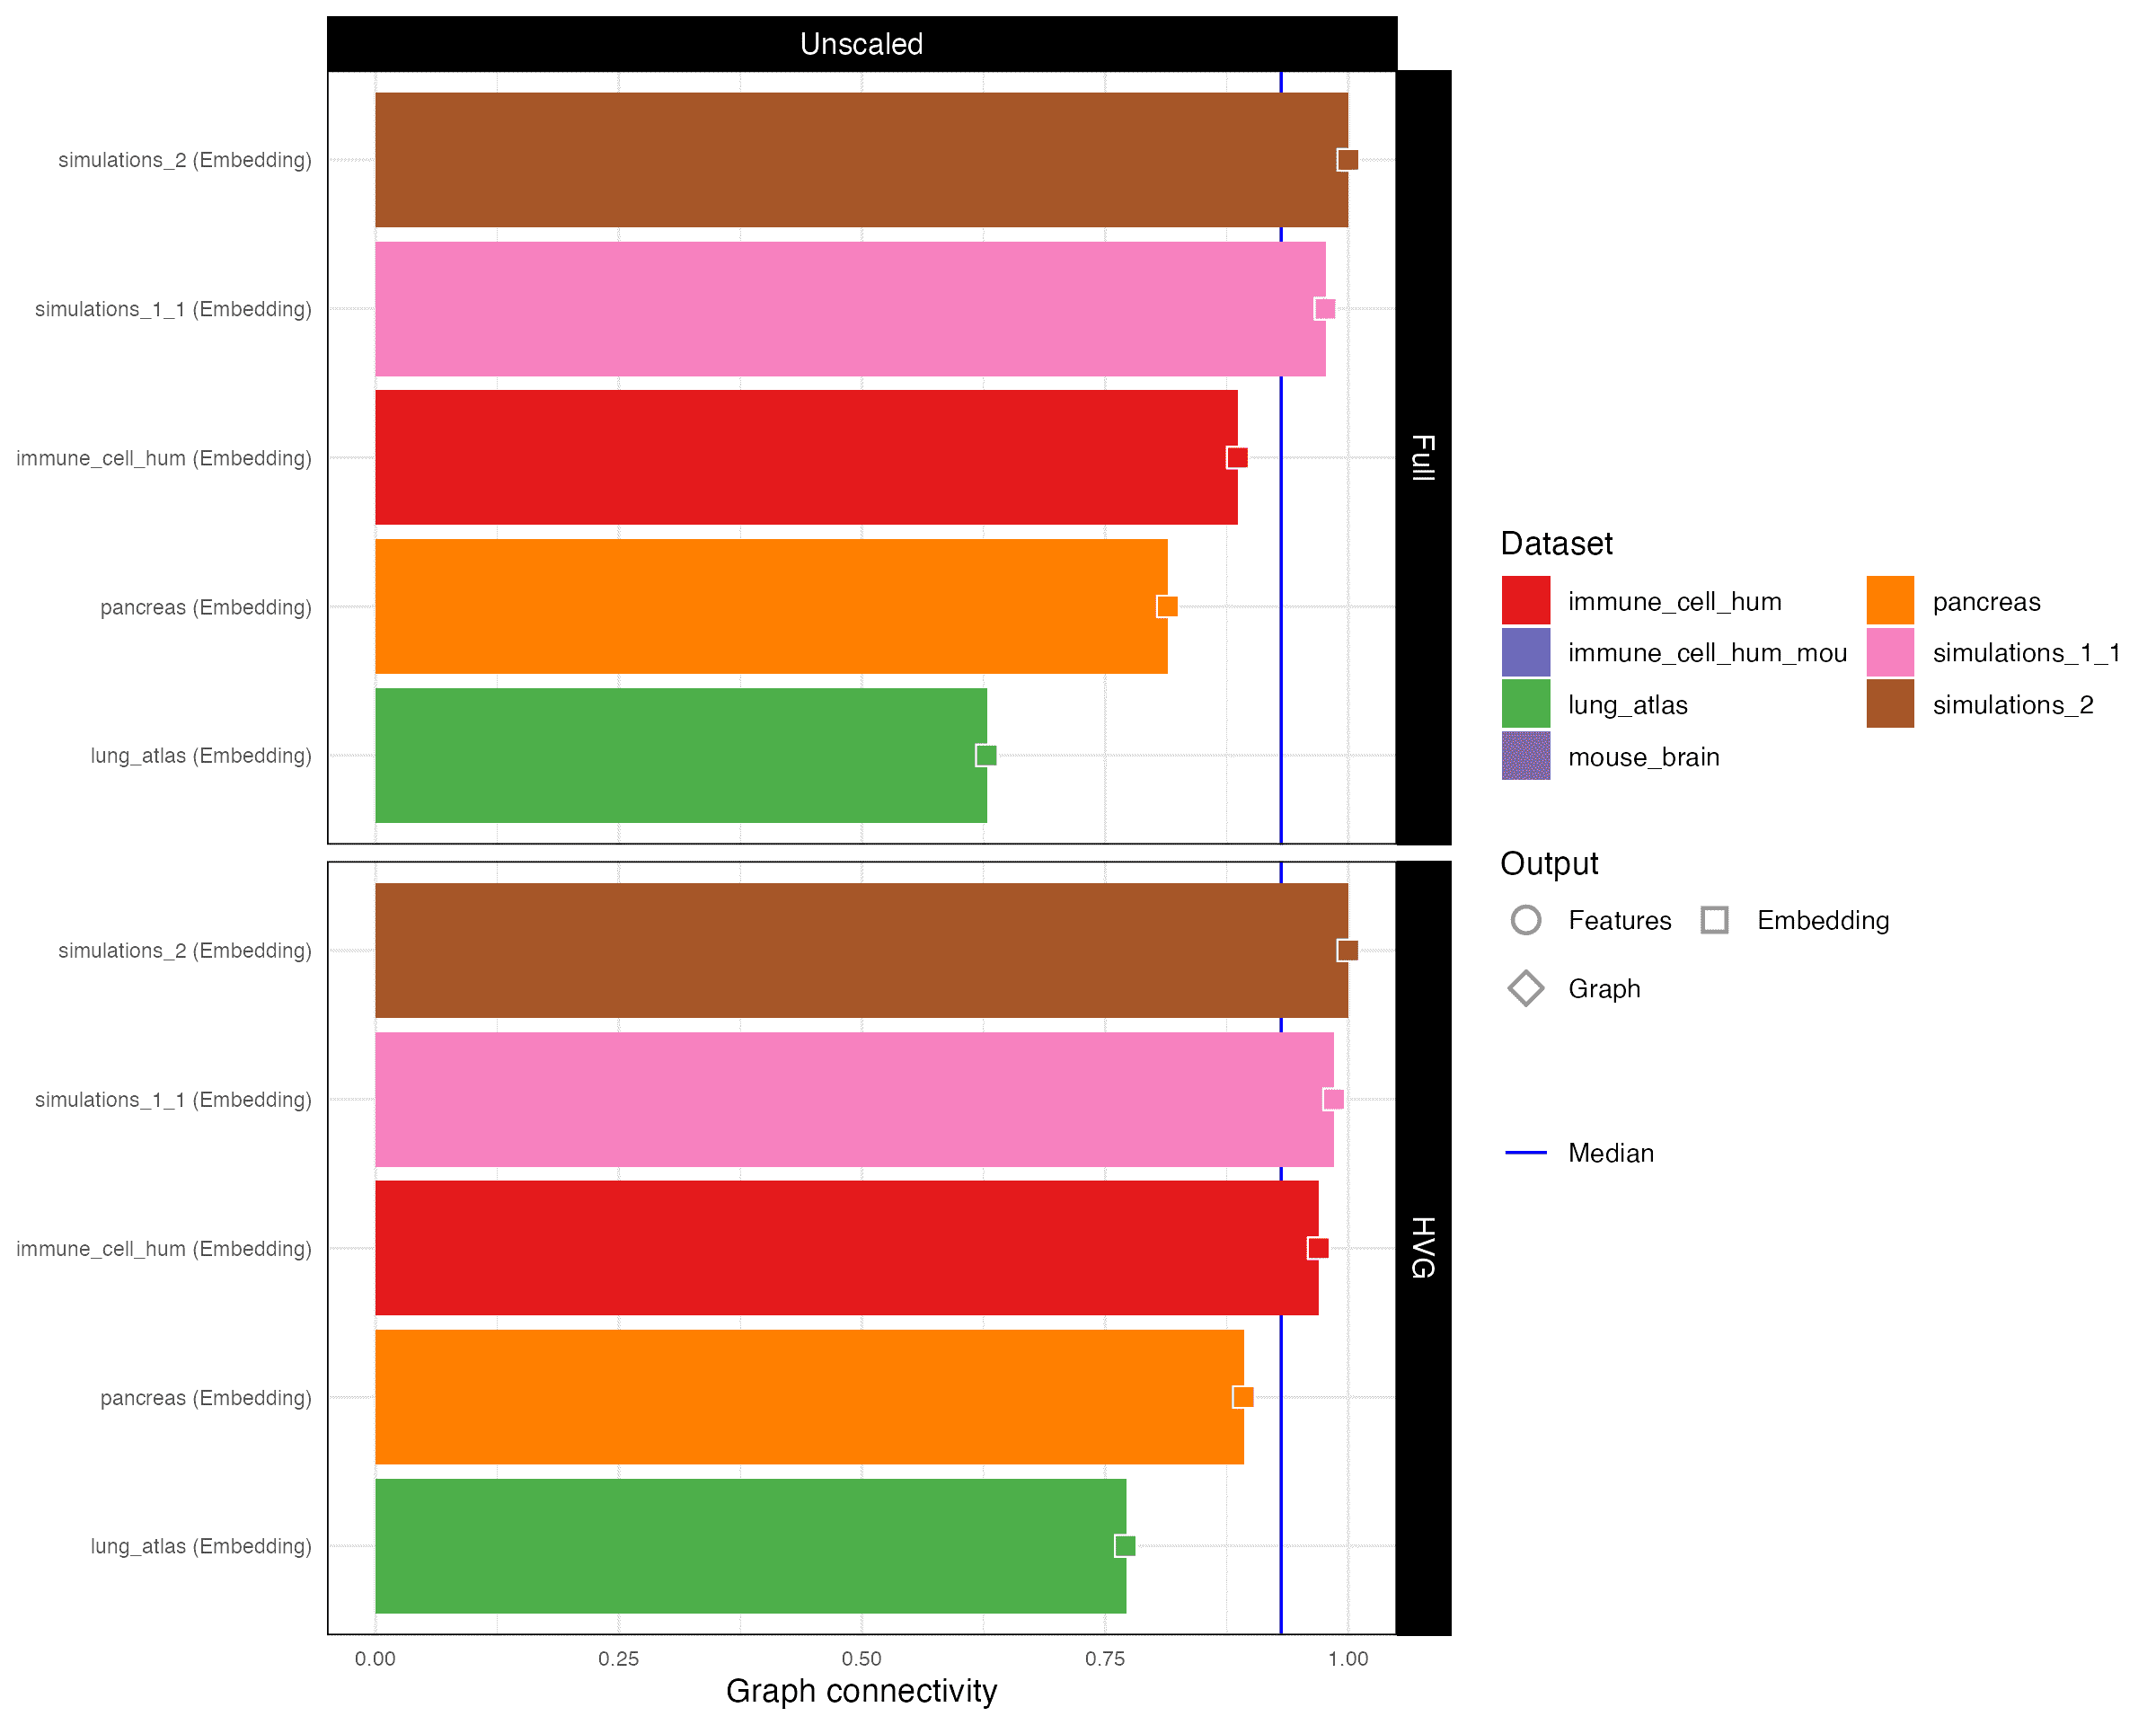 Unscaled
simulations_2 (Embedding)
simulations_1_1 (Embedding)
immune_cell_hum (Embedding)
pancreas (Embedding)
lung_atlas (Embedding)
Full
simulations_2 (Embedding)
simulations_1_1 (Embedding)
immune_cell_hum (Embedding)
pancreas (Embedding)
lung_atlas (Embedding)
HVG
0.00 0.25 0.50 0.75 1.00
Graph connectivity
Dataset
immune_cell_hum pancreas
immune_cell_hum_mou simulations_1_1
lung_atlas simulations_2
mouse_brain
Output
Features Embedding
Graph
Median